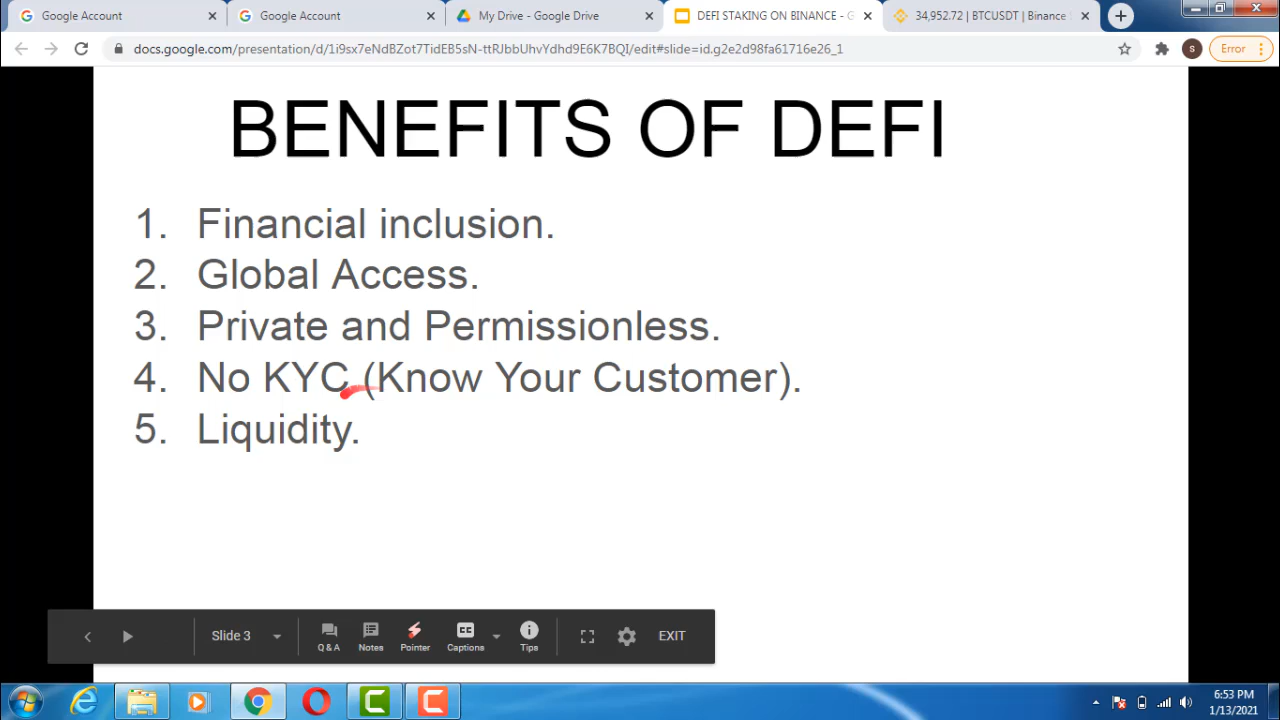 Google Account
Google Account
My Drive - Google Drive
DEFI STAKING ON BINANCE - G
34,952.72 | BTCUSDT | Binance
docs.google.com/presentation/d/1i9sx7eNdBZot7TidEB5sN-ttRJbbUhvYdhd9E6K7BQI/edit#slide=id.g2e2d98fa61716e26_1
s
Error
BENEFITS OF DEFI
1. Financial inclusion.
2. Global Access.
3. Private and Permissionless.
4. No KYC (Know Your Customer).
5. Liquidity.
Slide 3
Q & A
Notes
Pointer
CC
Captions
Tips
EXIT
6:53 PM
1/13/2021